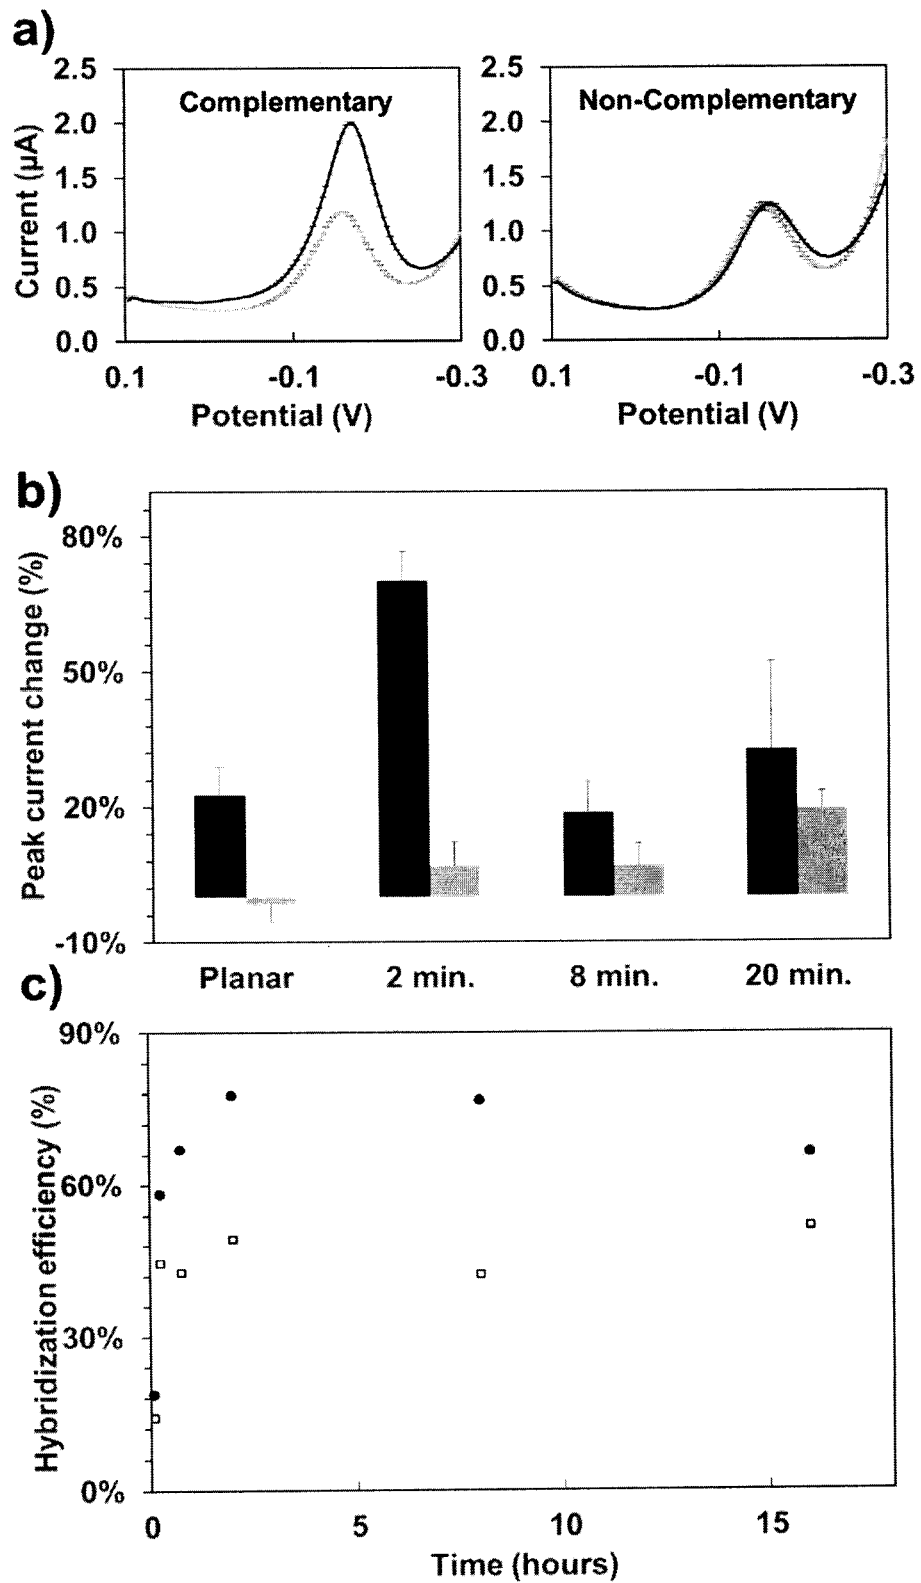 a)
2.5
2.0
1.5
1.0
0.5
0.0
Current (µA)
Complementary
0.1
-0.1
-0.3
Potential (V)
2.5
2.0
1.5
1.0
0.5
0.0
Non-Complementary
0.1
-0.1
-0.3
Potential (V)
b)
80%
50%
20%
-10%
Peak current change (%)
Planar
2 min.
8 min.
20 min.
c)
90%
60%
30%
0%
Hybridization efficiency (%)
0
5
10
15
Time (hours)